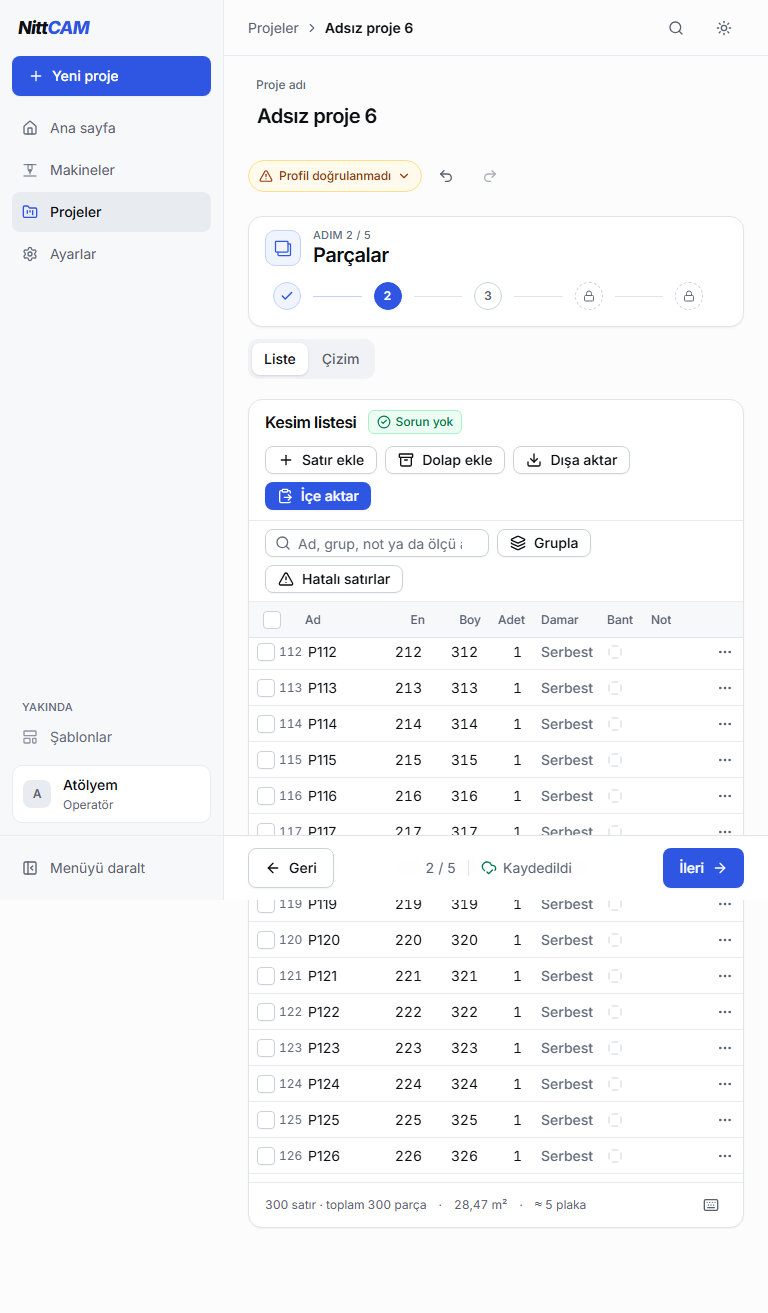 NittCAM
Yeni proje
Ana sayfa
Makineler
Projeler
Ayarlar
YAKINDA
Şablonlar
A
Atölyem
Operatör
Menüyü daralt
Projeler > Adsız proje 6
Proje adı
Adsız proje 6
Profil doğrulanmadı
ADIM 2 / 5
Parçalar
2 3
Liste Çizim
Kesim listesi Sorun yok
Satır ekle Dolap ekle Dışa aktar
İçe aktar
Ad, grup, not ya da ölçü Grupla
Hatalı satırlar
Ad En Boy Adet Damar Bant Not
112 P112 212 312 1 Serbest
113 P113 213 313 1 Serbest
114 P114 214 314 1 Serbest
115 P115 215 315 1 Serbest
116 P116 216 316 1 Serbest
117 P117 217 317 1 Serbest
Geri 2 / 5 Kaydedildi İleri
119 P119 219 319 1 Serbest
120 P120 220 320 1 Serbest
121 P121 221 321 1 Serbest
122 P122 222 322 1 Serbest
123 P123 223 323 1 Serbest
124 P124 224 324 1 Serbest
125 P125 225 325 1 Serbest
126 P126 226 326 1 Serbest
300 satır · toplam 300 parça · 28,47 m² · ≈ 5 plaka